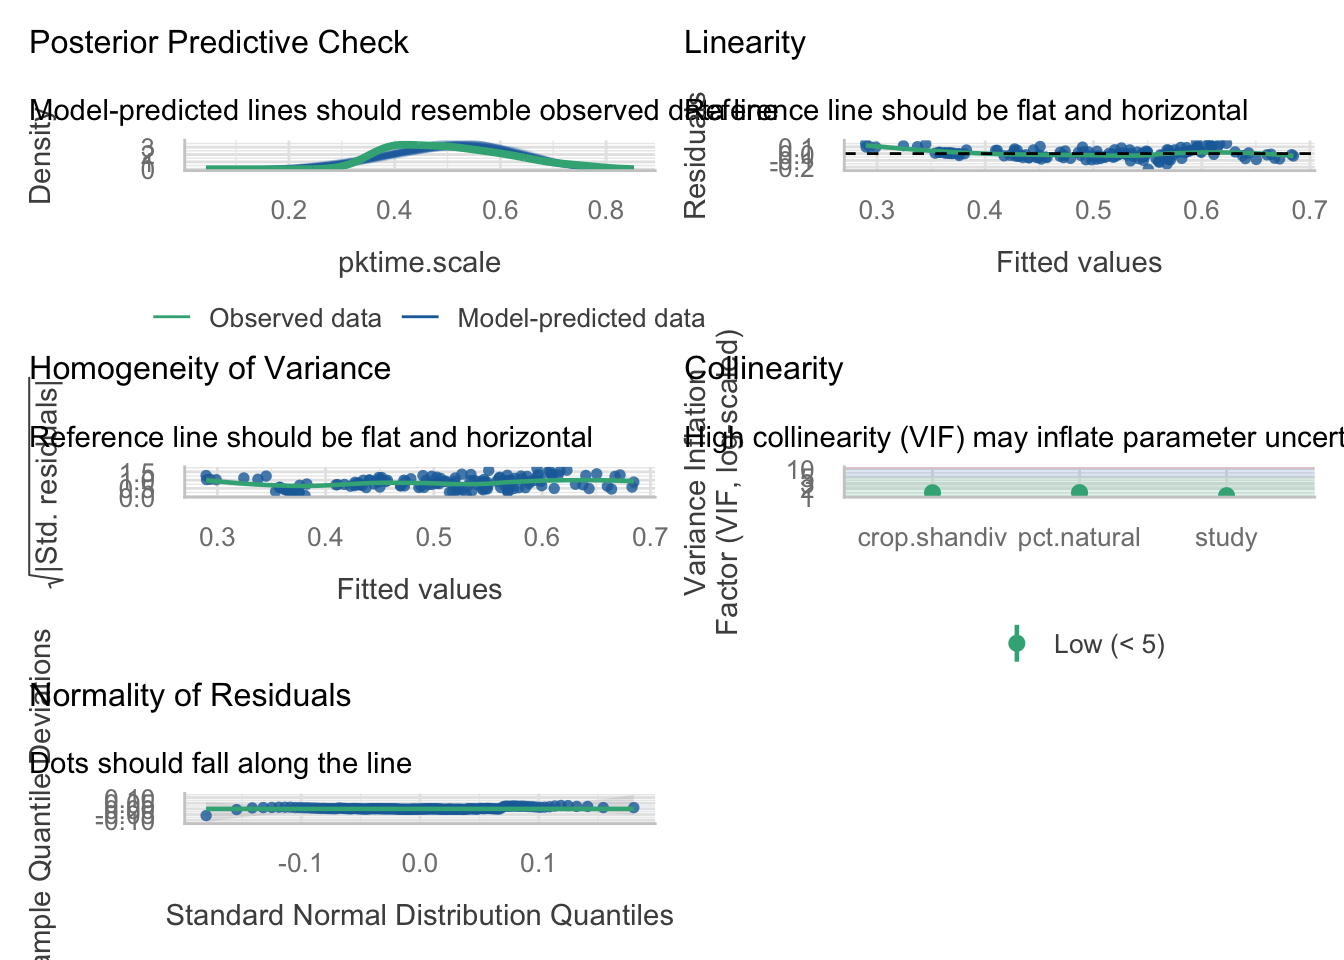 Posterior Predictive Check
Model-predicted lines should resemble observed data line
Density
3
0
0.2 0.4 0.6 0.8
pktime.scale
Observed data Model-predicted data
Linearity
Reference line should be flat and horizontal
Residuals
0.1
0.0
-0.2
0.3 0.4 0.5 0.6 0.7
Fitted values
Homogeneity of Variance
Reference line should be flat and horizontal
√|Std. residuals|
1.5
1.0
0.5
0.0
0.3 0.4 0.5 0.6 0.7
Fitted values
Collinearity
High collinearity (VIF) may inflate parameter uncert
Variance Inflation
Factor (VIF, log-scaled)
10
1
crop.shandiv pct.natural study
Low (< 5)
Normality of Residuals
Dots should fall along the line
ample Quantile Deviations
0.10
0.05
0.00
-0.05
-0.10
-0.1 0.0 0.1
Standard Normal Distribution Quantiles